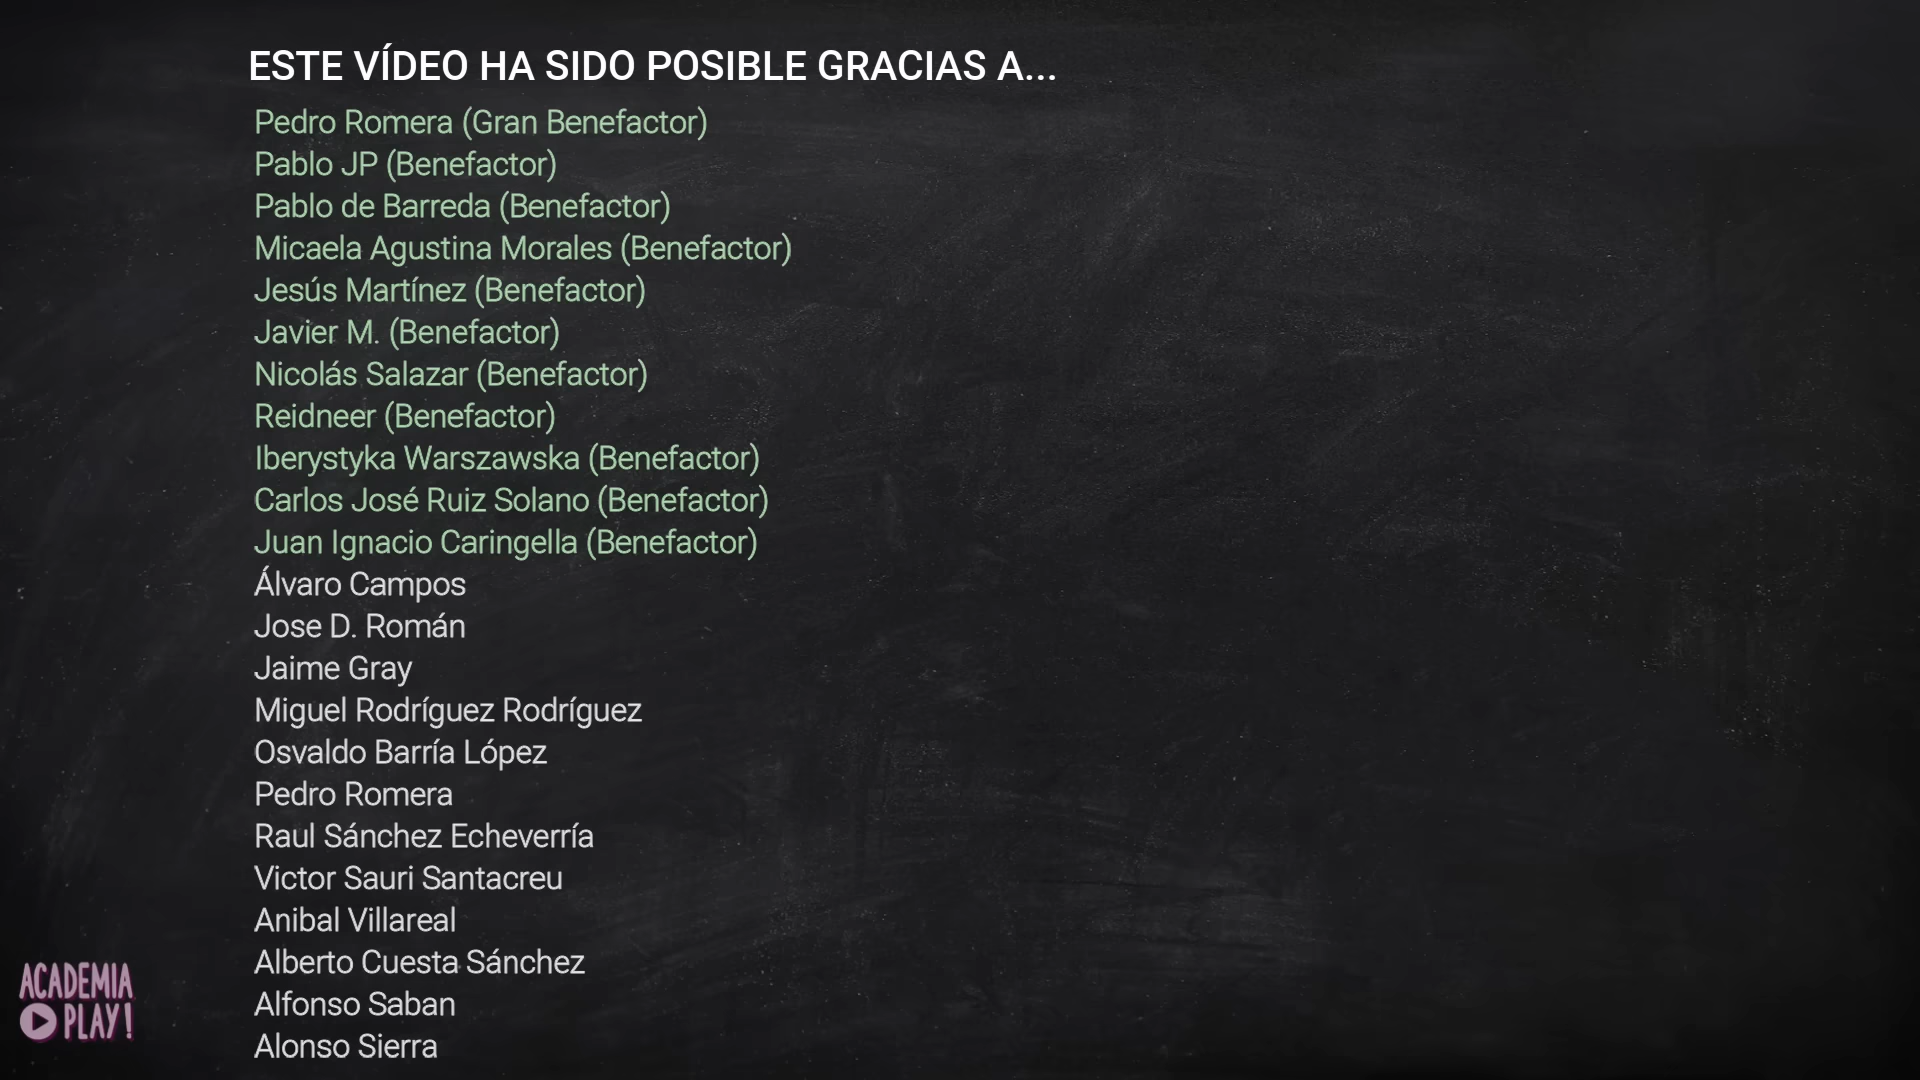 ESTE VÍDEO HA SIDO POSIBLE GRACIAS A...
Pedro Romera (Gran Benefactor)
Pablo JP (Benefactor)
Pablo de Barreda (Benefactor)
Micaela Agustina Morales (Benefactor)
Jesús Martínez (Benefactor)
Javier M. (Benefactor)
Nicolás Salazar (Benefactor)
Reidneer (Benefactor)
Iberystyka Warszawska (Benefactor)
Carlos José Ruiz Solano (Benefactor)
Juan Ignacio Caringella (Benefactor)
Álvaro Campos
Jose D. Román
Jaime Gray
Miguel Rodríguez Rodríguez
Osvaldo Barría López
Pedro Romera
Raul Sánchez Echeverría
Victor Sauri Santacreu
Anibal Villareal
Alberto Cuesta Sánchez
Alfonso Saban
Alonso Sierra
ACADEMIA
PLAY!